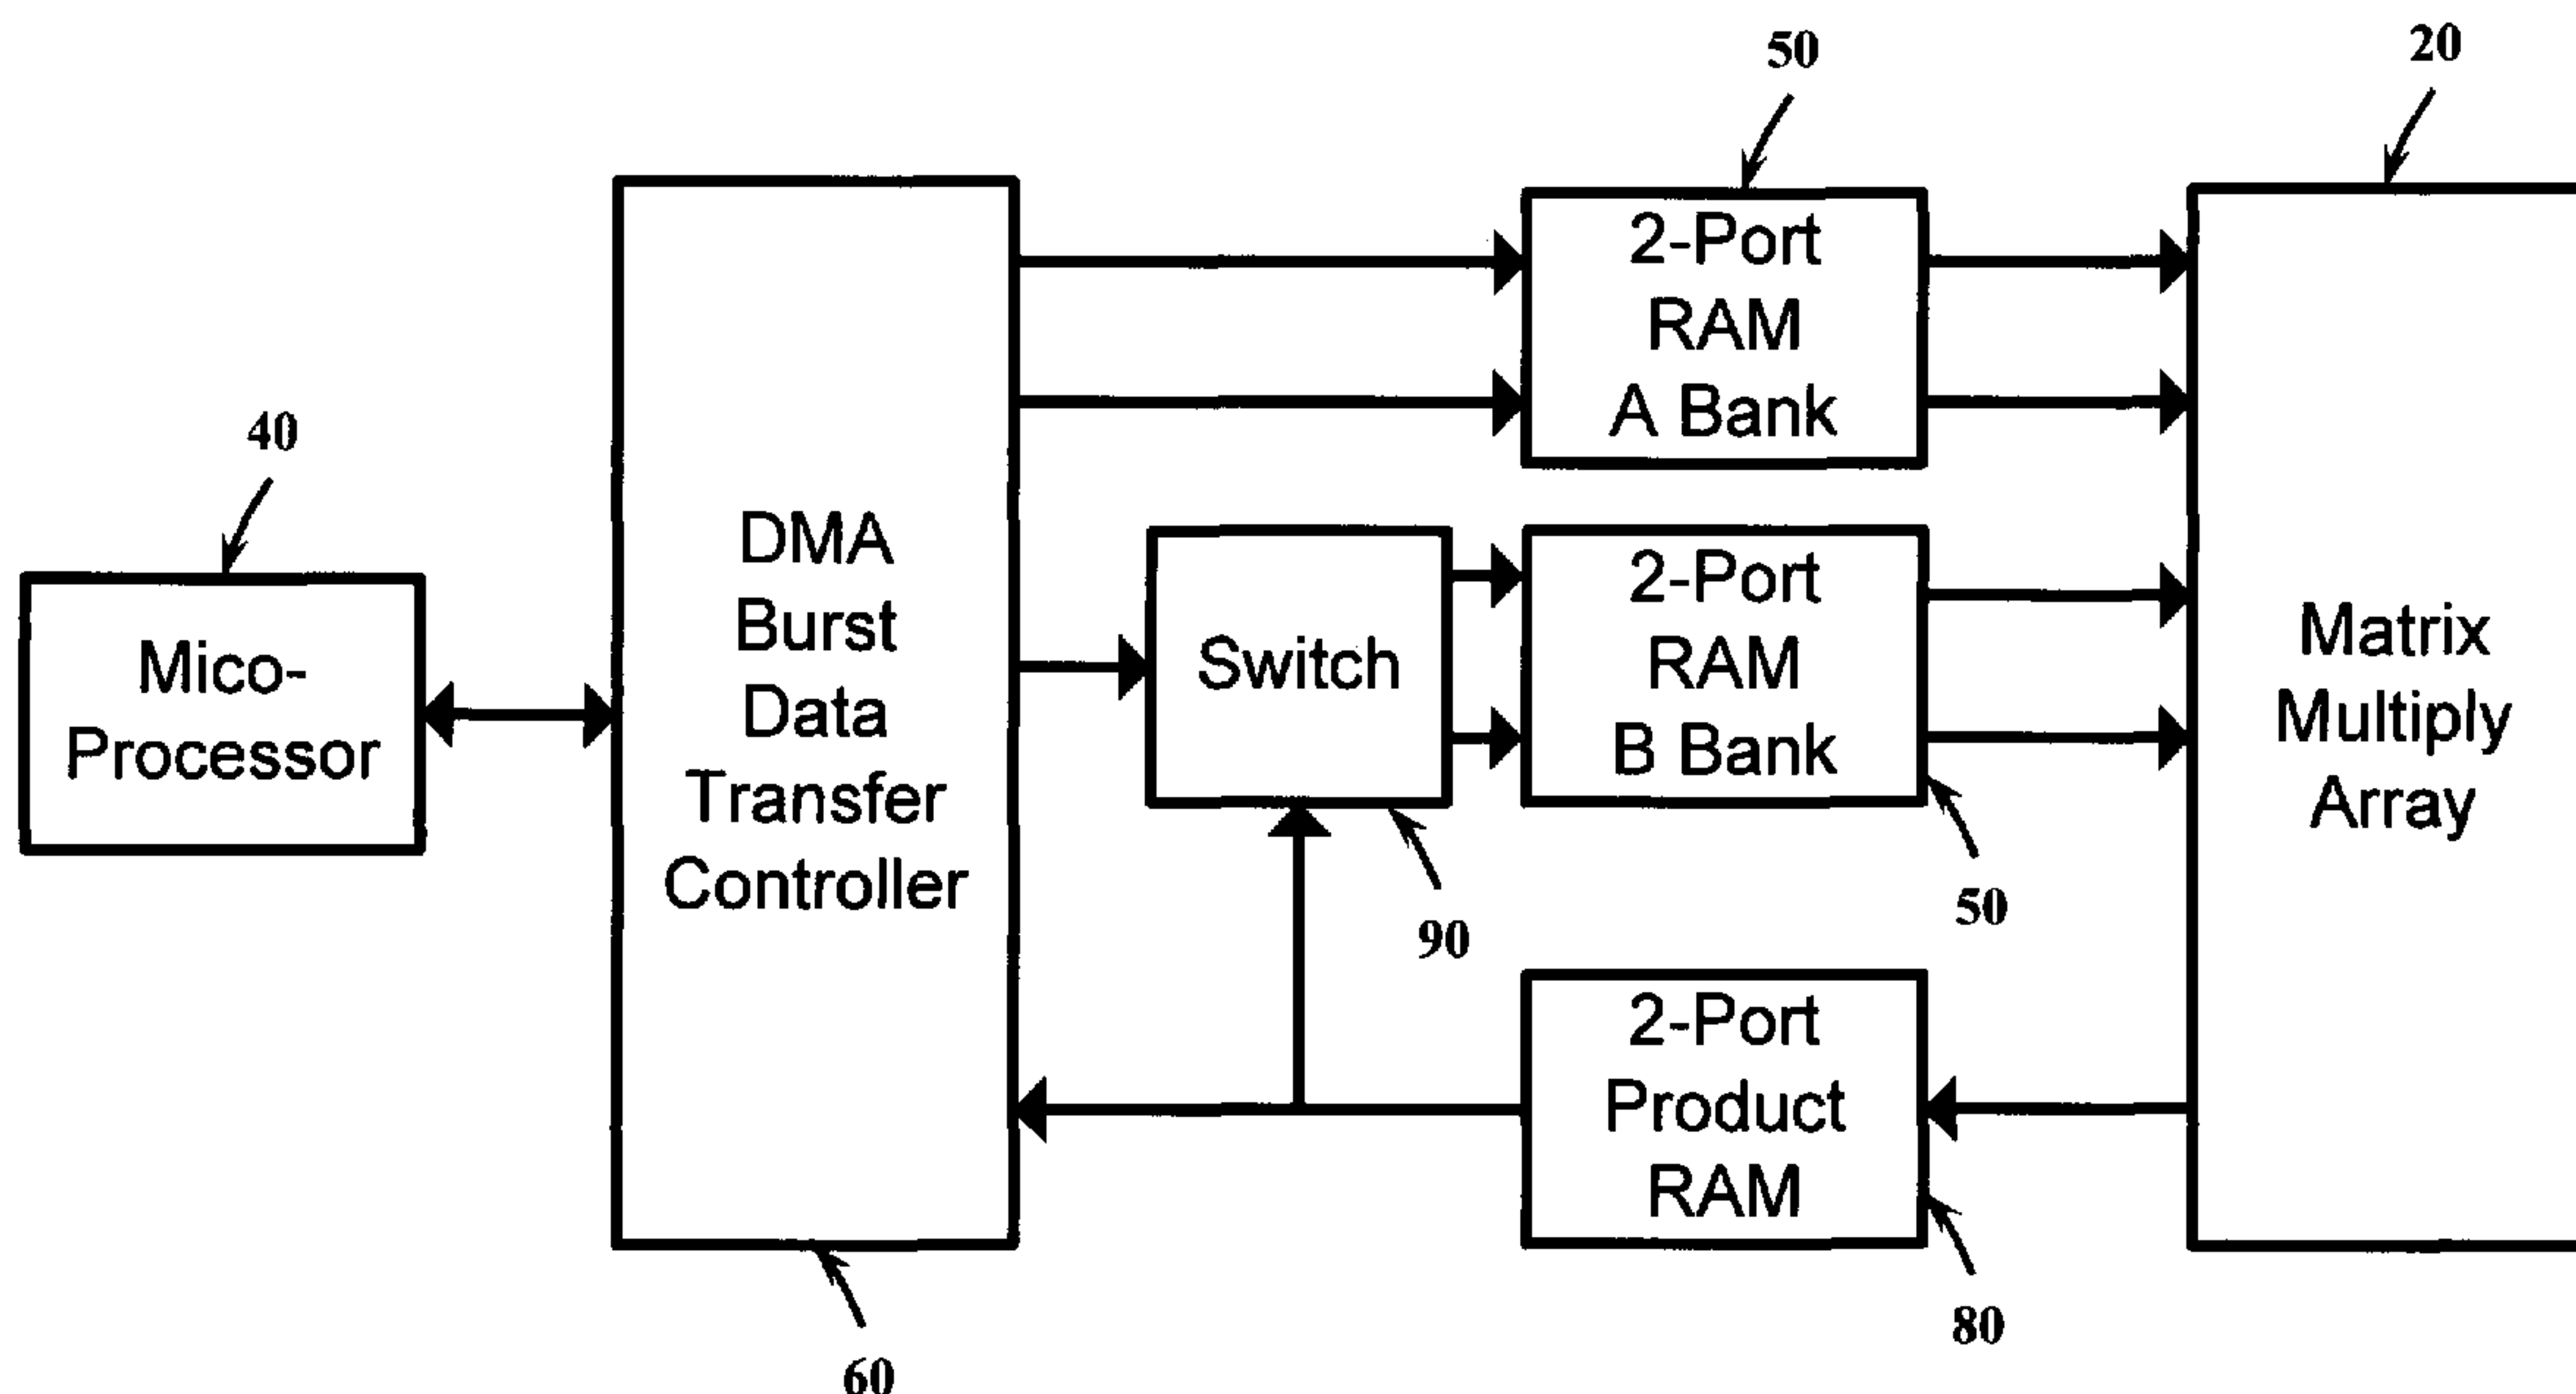 50
20
2-Port
RAM
A Bank
40
DMA
Burst
Data
Transfer
Controller
Mico-
Processor
Switch
2-Port
RAM
B Bank
Matrix
Multiply
Array
50
90
2-Port
Product
RAM
80
60